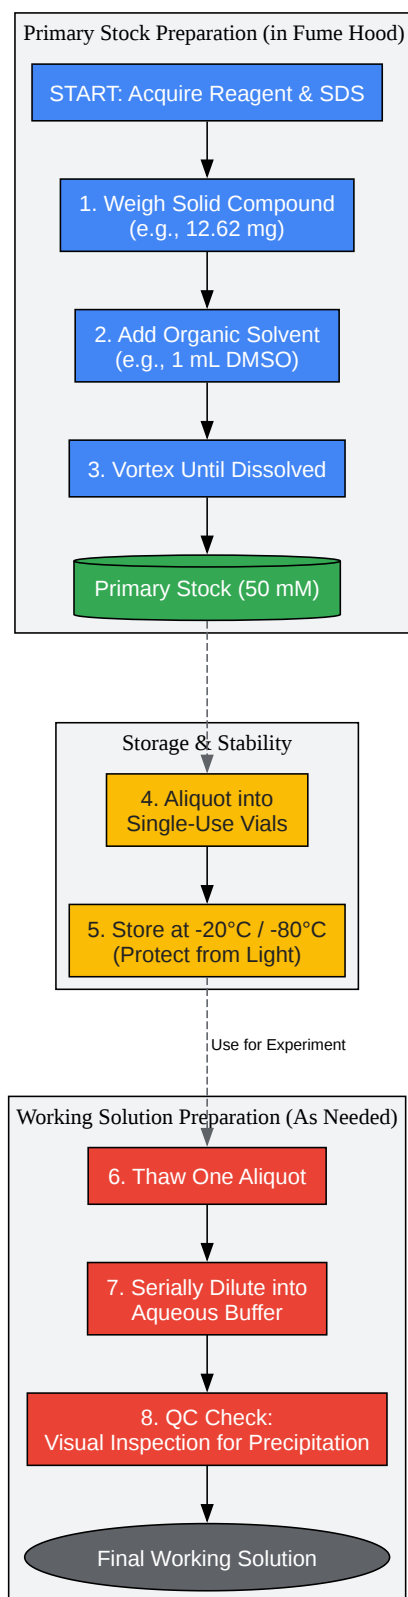 Primary Stock Preparation (in Fume Hood)
START: Acquire Reagent & SDS
1. Weigh Solid Compound
(e.g., 12.62 mg)
2. Add Organic Solvent
(e.g., 1 mL DMSO)
3. Vortex Until Dissolved
Primary Stock (50 mM)
Storage & Stability
4. Aliquot into
Single-Use Vials
5. Store at -20°C / -80°C
(Protect from Light)
Use for Experiment
Working Solution Preparation (As Needed)
6. Thaw One Aliquot
7. Serially Dilute into
Aqueous Buffer
8. QC Check:
Visual Inspection for Precipitation
Final Working Solution